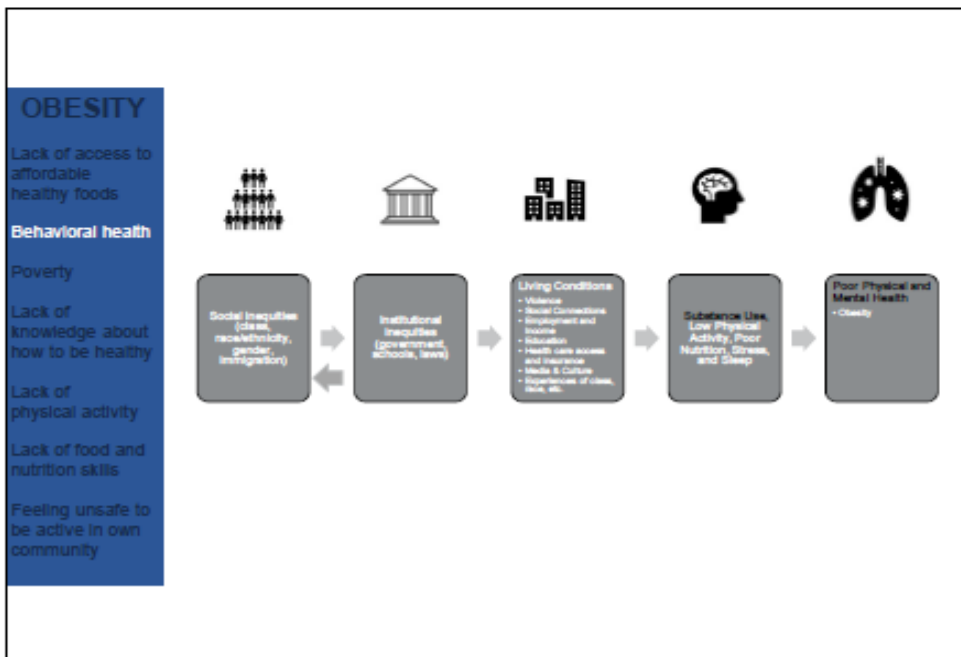 OBESITY
Lack of access to
affordable
healthy foods
Behavioral health
Poverty
Lack of
knowledge about
how to be healthy
Lack of
physical activity
Lack of food and
nutrition skills
Feeling unsafe to
be active in own
community
Social Inequities
(class,
race/ethnicity,
gender,
immigration)
Institutional
Inequities
(government,
schools, laws)
Living Conditions
• Violence
• Social Connections
• Employment and
Income
• Education
• Health care access
and insurance
• Media & Culture
• Experiences of class,
race, etc.
Substance Use,
Low Physical
Activity, Poor
Nutrition, Stress,
and Sleep
Poor Physical and
Mental Health
• Obesity